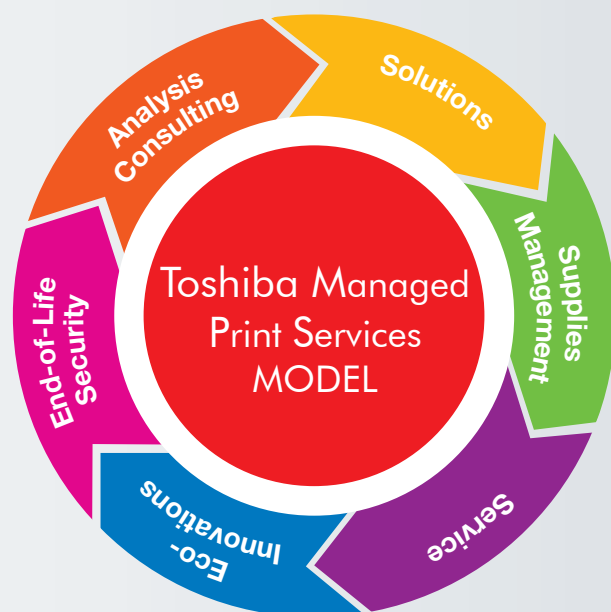 Toshiba Managed
Print Services
MODEL
Analysis
Consulting
Solutions
Supplies
Management
Service
Eco-
Innovations
End-of-Life
Security